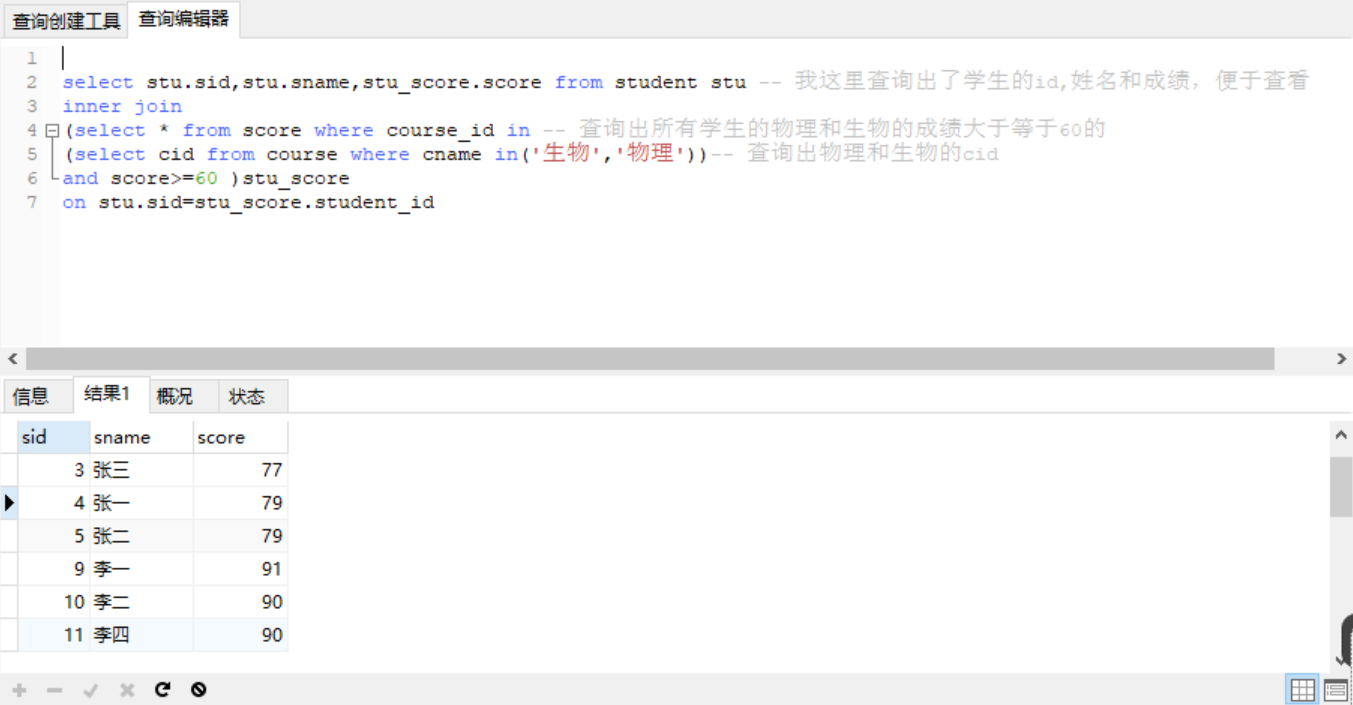 查询创建工具 查询编辑器
1
2 select stu.sid,stu.sname,stu_score.score from student stu -- 我这里查询出了学生的id,姓名和成绩，便于查看
3 inner join
4 (select * from score where course_id in -- 查询出所有学生的物理和生物的成绩大于等于60的
5 (select cid from course where cname in('生物','物理'))-- 查询出物理和生物的cid
6 and score>=60 )stu_score
7 on stu.sid=stu_score.student_id
信息 结果1 概况 状态
sid sname score
3 张三 77
4 张一 79
5 张二 79
9 李一 91
10 李二 90
11 李四 90